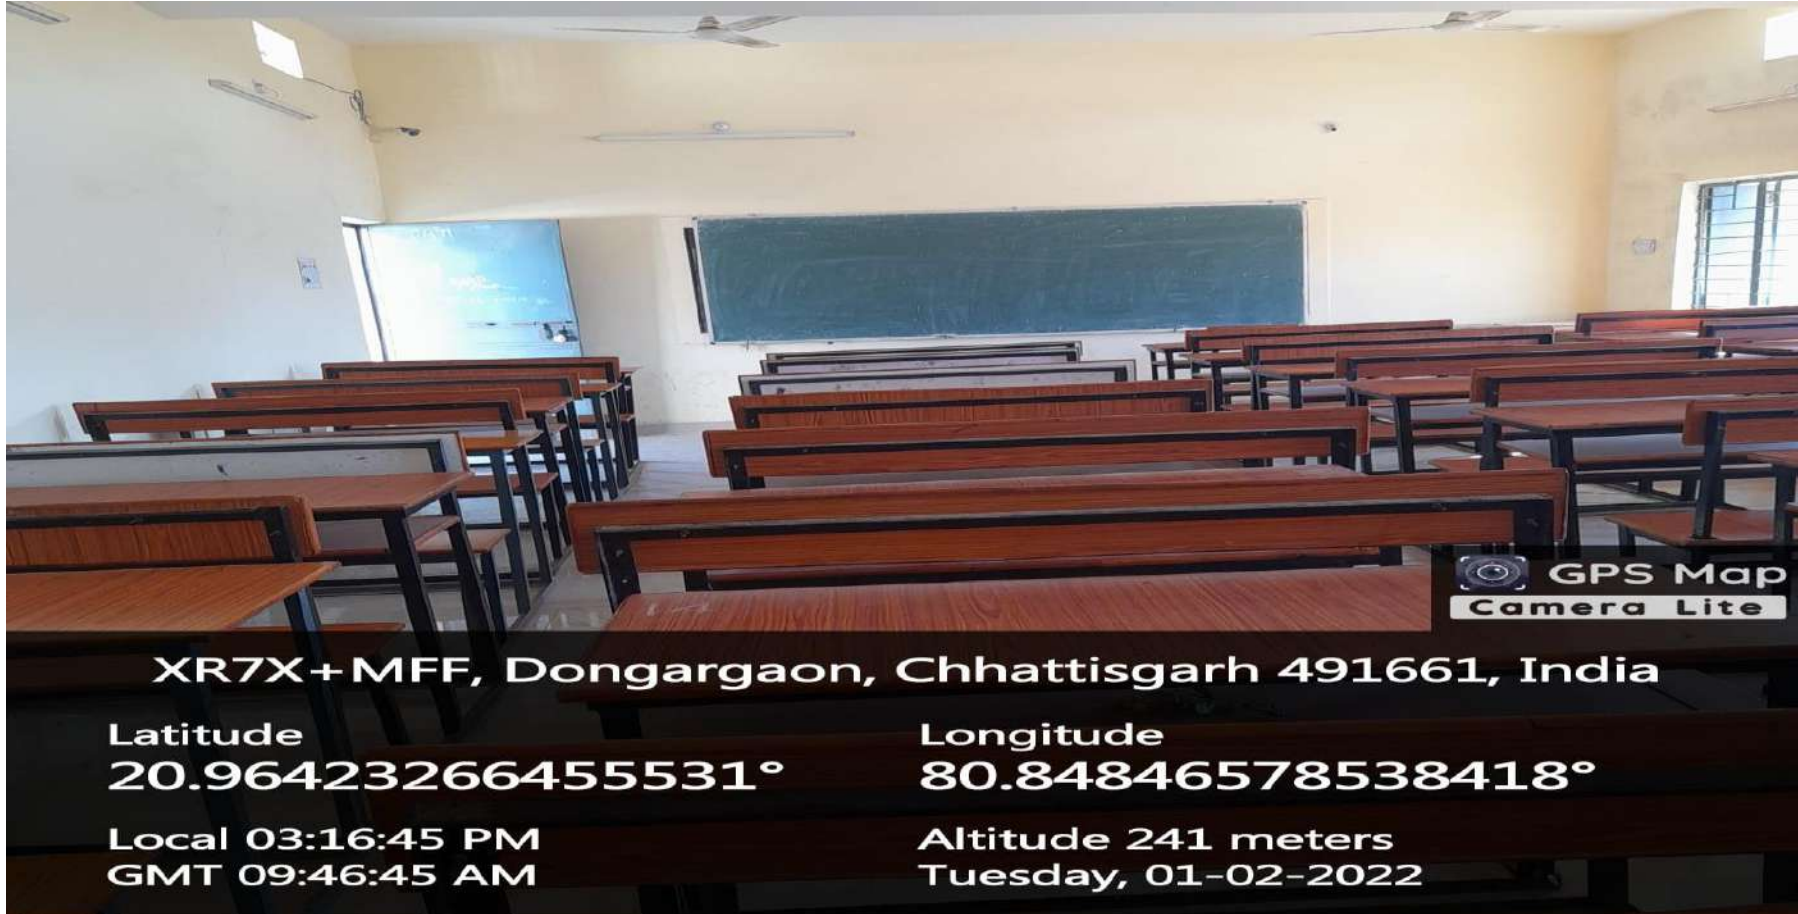 GPS Map
Camera Lite
XR7X+MFF, Dongargaon, Chhattisgarh 491661, India
Latitude
20.96423266455531°
Longitude
80.84846578538418°
Local 03:16:45 PM
GMT 09:46:45 AM
Altitude 241 meters
Tuesday, 01-02-2022